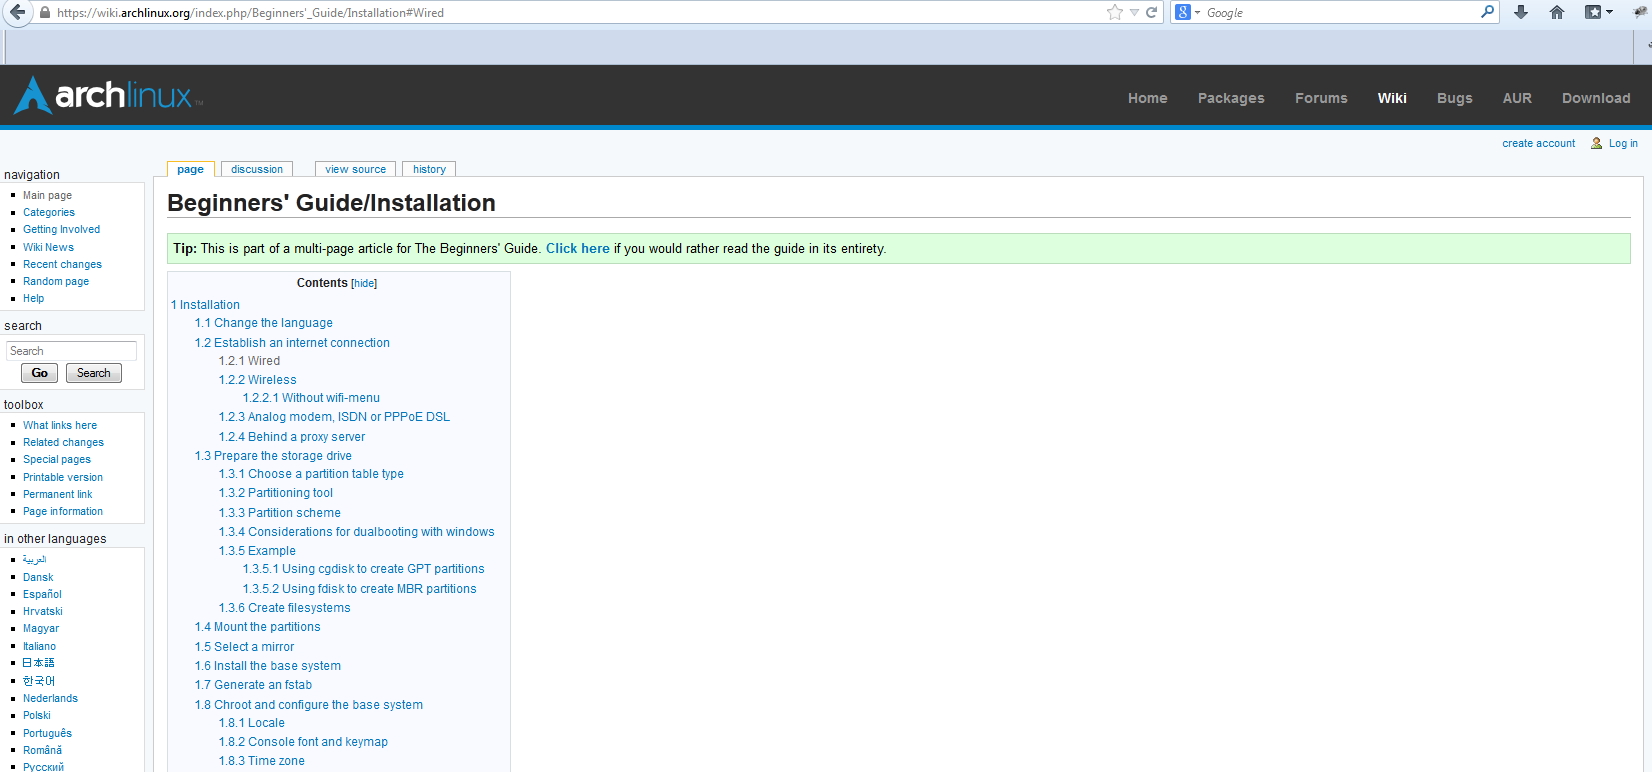 https://wiki.archlinux.org/index.php/Beginners'_Guide/Installation#Wired
Google
archlinux™
Home Packages Forums Wiki Bugs AUR Download
create account Log in
page discussion view source history
navigation
Main page
Categories
Getting Involved
Wiki News
Recent changes
Random page
Help
search
Search
Go Search
toolbox
What links here
Related changes
Special pages
Printable version
Permanent link
Page information
in other languages
العربية
Dansk
Español
Hrvatski
Magyar
Italiano
日本語
한국어
Nederlands
Polski
Português
Română
Русский
Beginners' Guide/Installation
Tip: This is part of a multi-page article for The Beginners' Guide. Click here if you would rather read the guide in its entirety.
Contents [hide]
1 Installation
1.1 Change the language
1.2 Establish an internet connection
1.2.1 Wired
1.2.2 Wireless
1.2.2.1 Without wifi-menu
1.2.3 Analog modem, ISDN or PPPoE DSL
1.2.4 Behind a proxy server
1.3 Prepare the storage drive
1.3.1 Choose a partition table type
1.3.2 Partitioning tool
1.3.3 Partition scheme
1.3.4 Considerations for dualbooting with windows
1.3.5 Example
1.3.5.1 Using cgdisk to create GPT partitions
1.3.5.2 Using fdisk to create MBR partitions
1.3.6 Create filesystems
1.4 Mount the partitions
1.5 Select a mirror
1.6 Install the base system
1.7 Generate an fstab
1.8 Chroot and configure the base system
1.8.1 Locale
1.8.2 Console font and keymap
1.8.3 Time zone